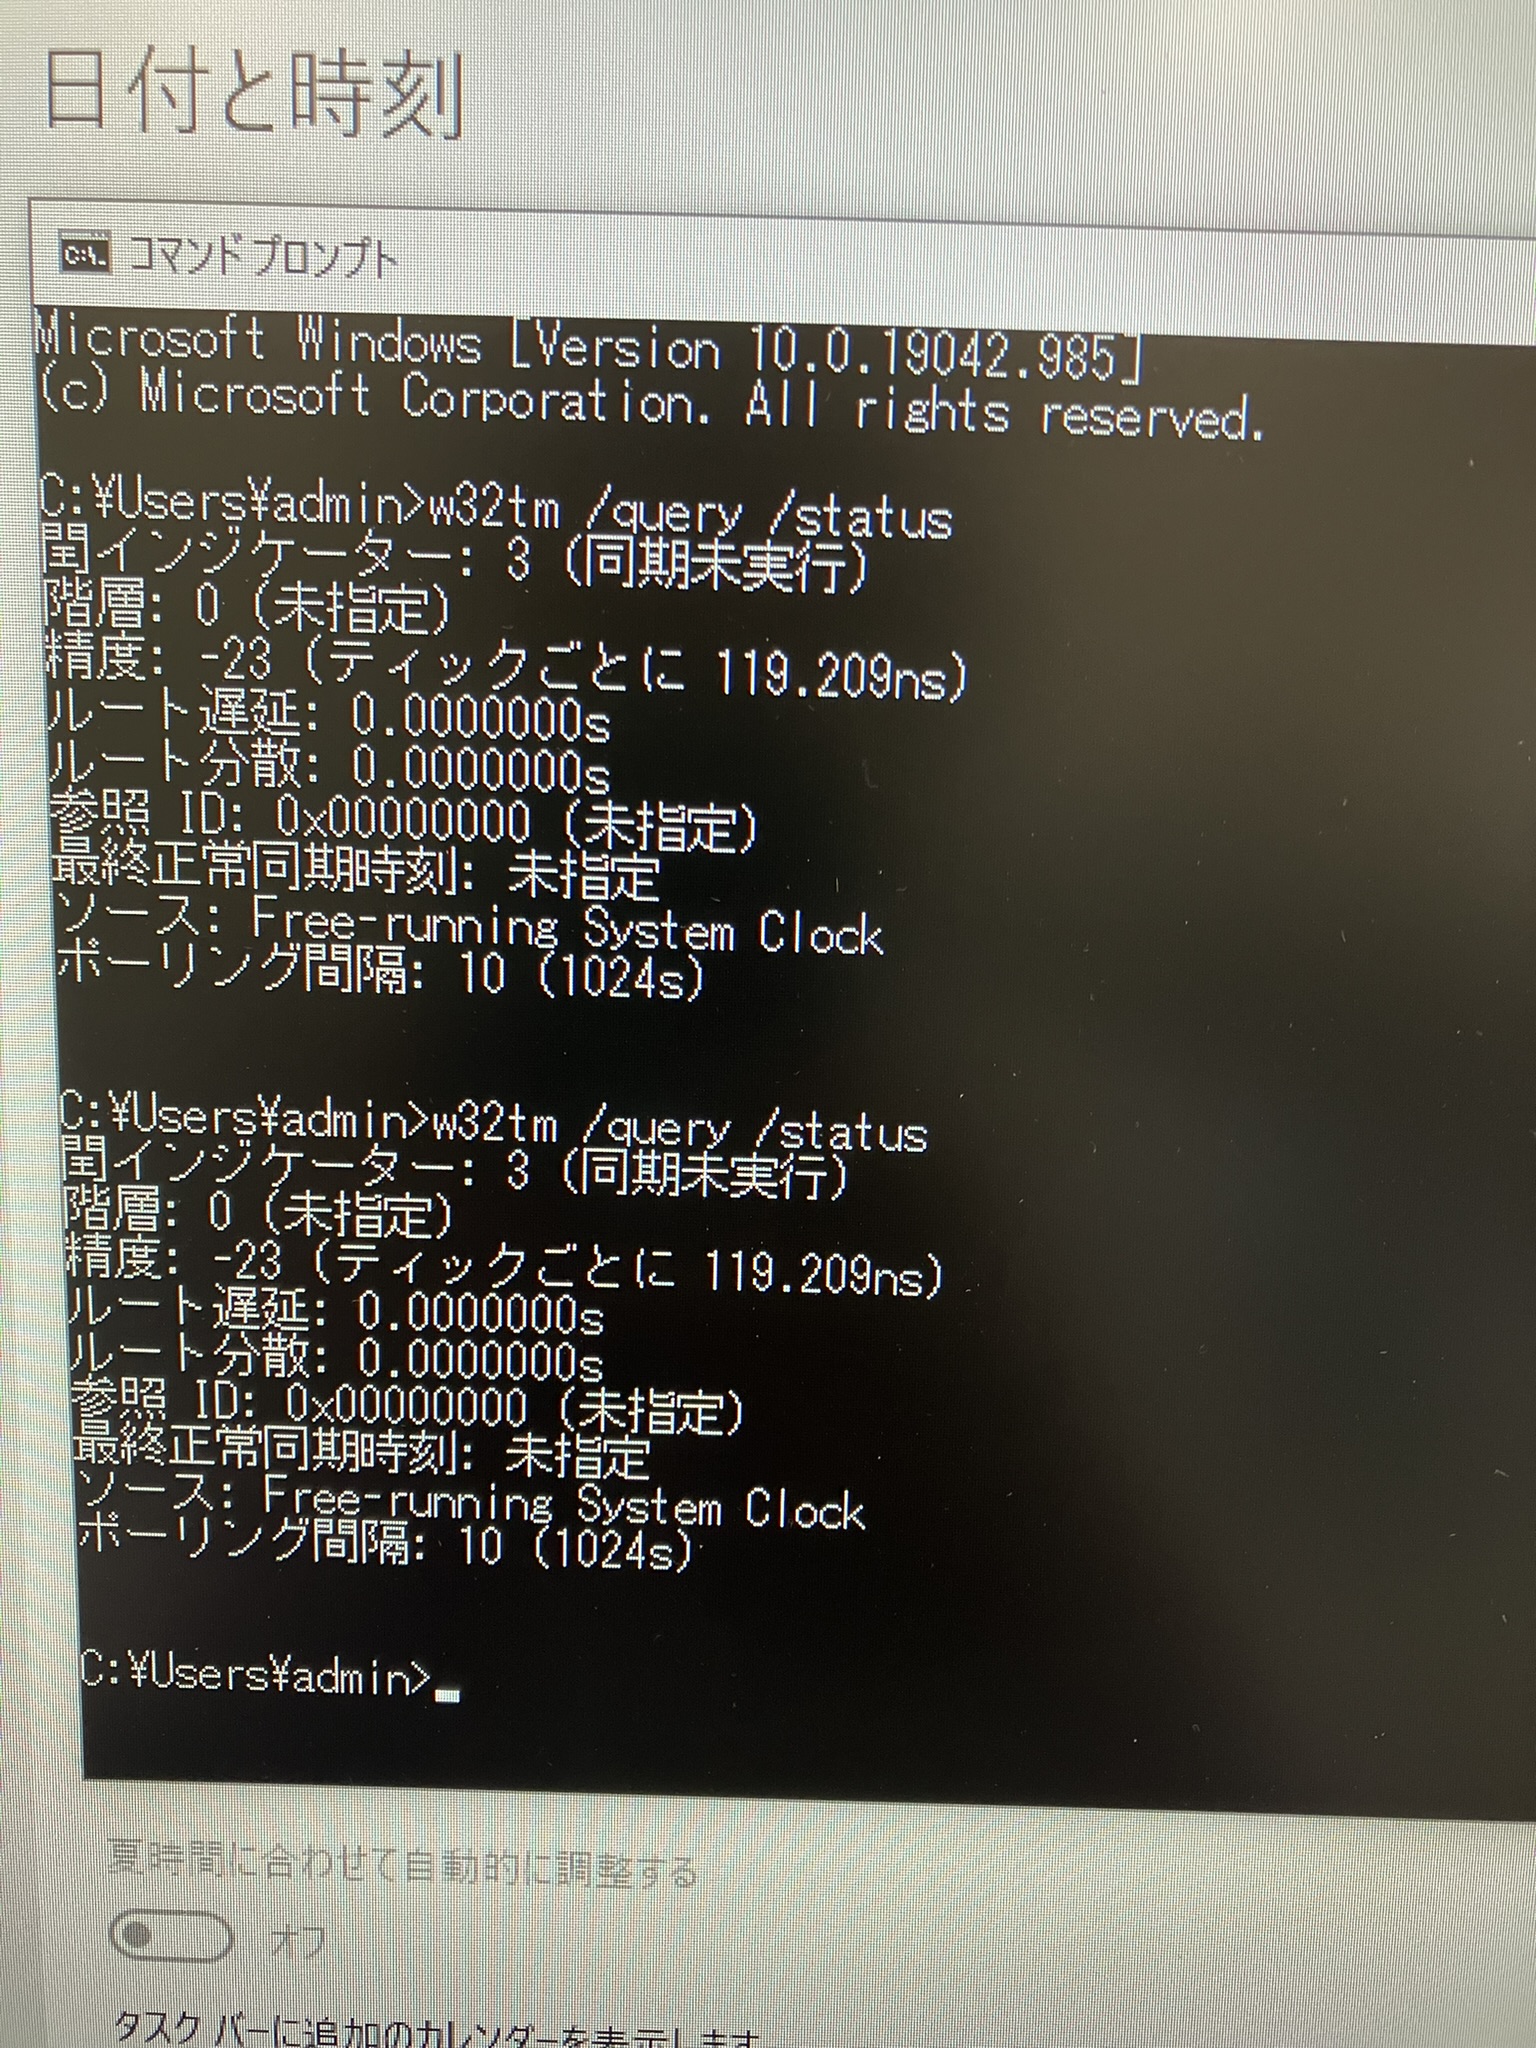 日付と時刻
コマンド プロンプト
Microsoft Windows [Version 10.0.19042.985]
(c) Microsoft Corporation. All rights reserved.
C:¥Users¥admin>w32tm /query /status
閏インジケーター: 3 (同期未実行)
階層: 0 (未指定)
精度: -23 (ティックごとに 119.209ns)
ルート遅延: 0.0000000s
ルート分散: 0.0000000s
参照 ID: 0x00000000 (未指定)
最終正常同期時刻: 未指定
ソース: Free-running System Clock
ポーリング間隔: 10 (1024s)
C:¥Users¥admin>w32tm /query /status
閏インジケーター: 3 (同期未実行)
階層: 0 (未指定)
精度: -23 (ティックごとに 119.209ns)
ルート遅延: 0.0000000s
ルート分散: 0.0000000s
参照 ID: 0x00000000 (未指定)
最終正常同期時刻: 未指定
ソース: Free-running System Clock
ポーリング間隔: 10 (1024s)
C:¥Users¥admin>
夏時間に合わせて自動的に調整する
オフ
タスク バーに追加のカレンダーを表示します